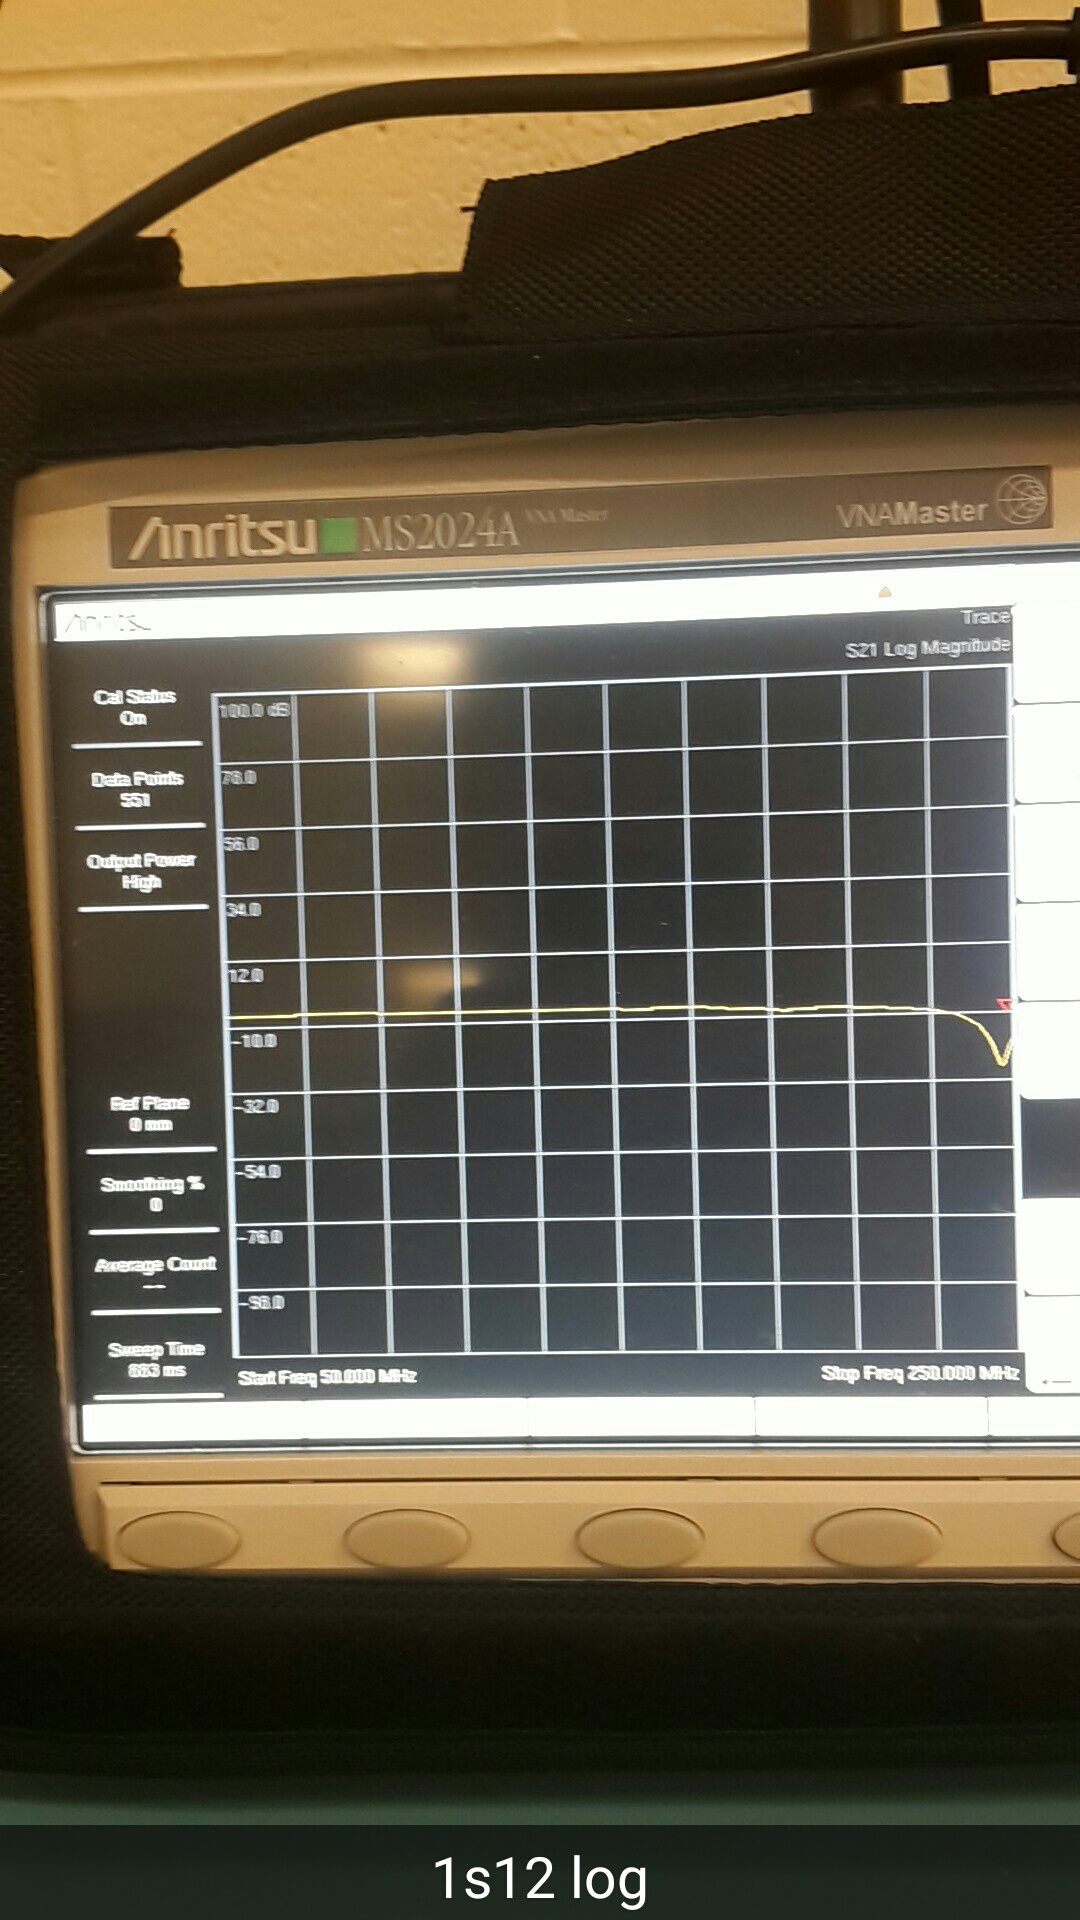 Anritsu MS2024A VNA Master
VNAMaster
Trace
S21 Log Magnitude
Cal Status
On
Data Points
551
Output Power
High
Ref Plane
0 mm
Smoothing %
0
Average Count
--
Sweep Time
883 ms
100.0 dB
78.0
56.0
34.0
12.0
-10.0
-32.0
-54.0
-76.0
-98.0
Start Freq 50.000 MHz
Stop Freq 250.000 MHz
1s12 log